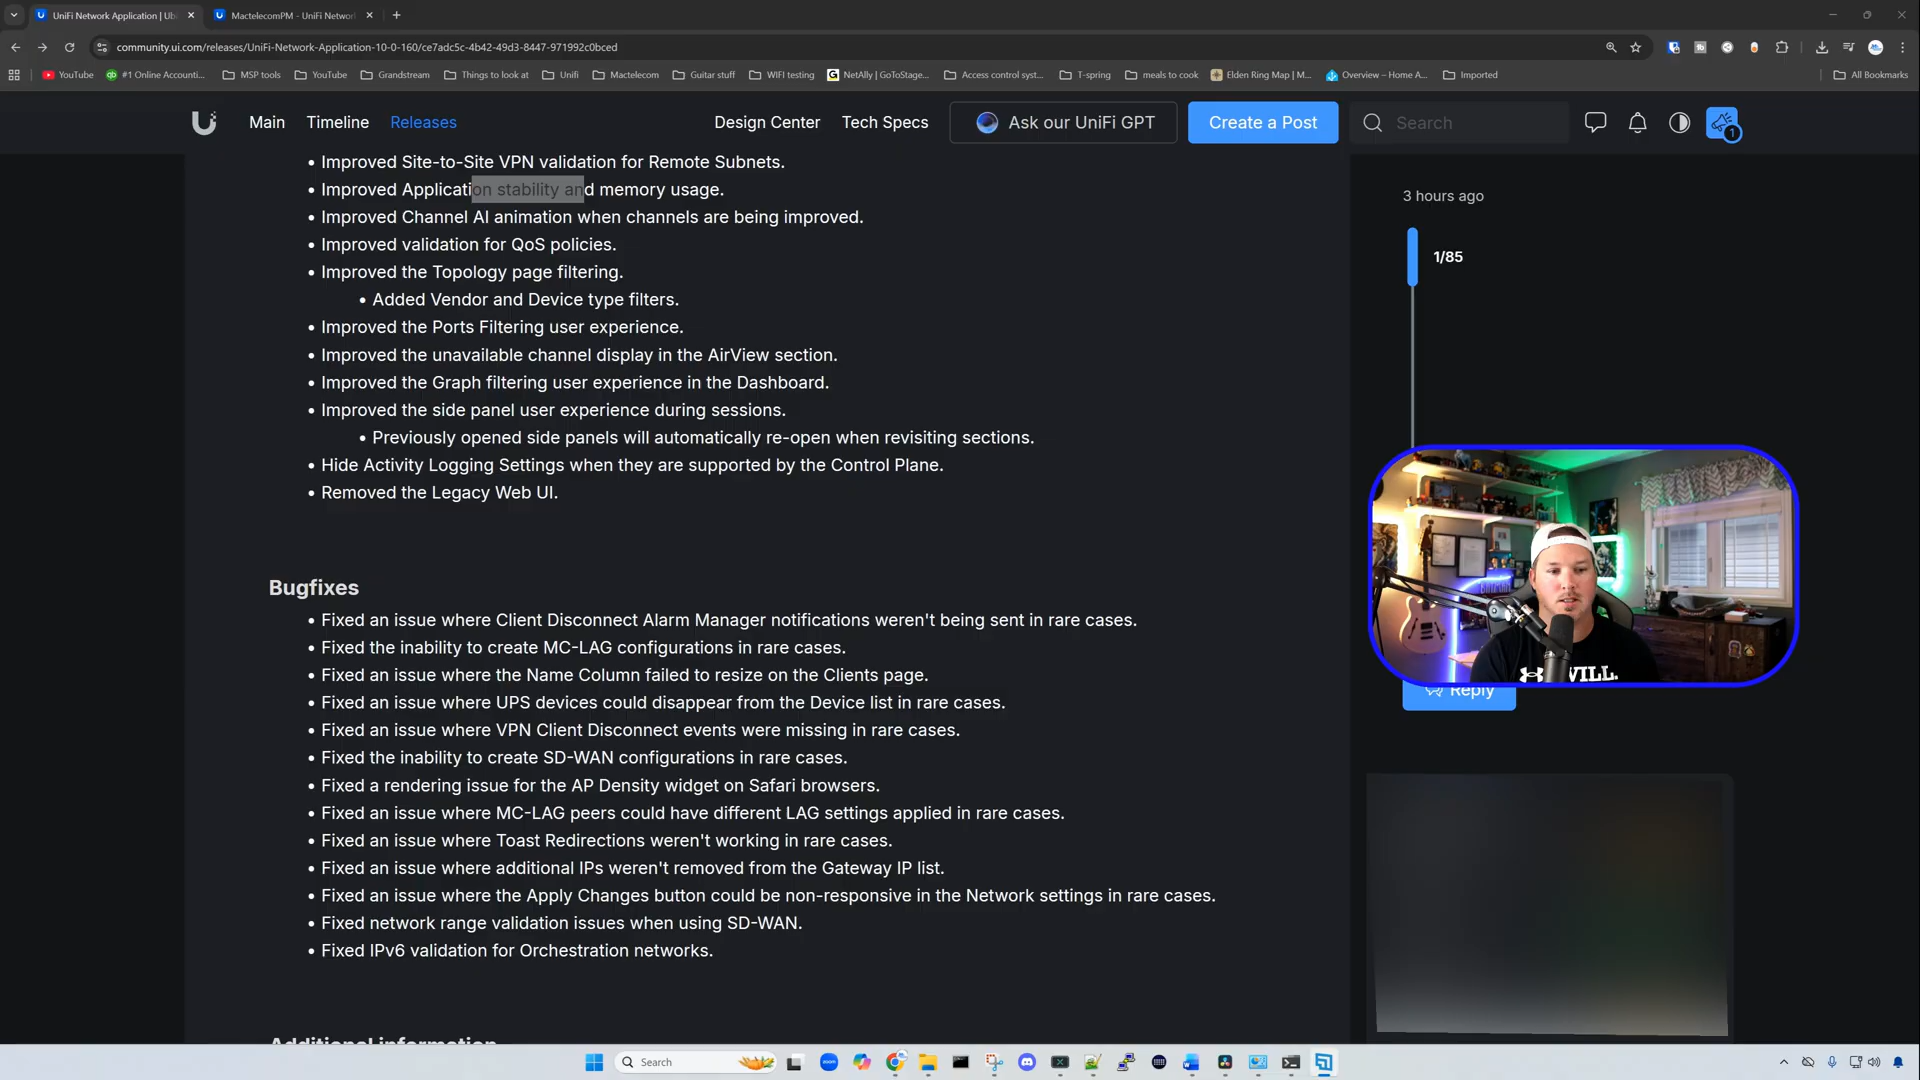 UniFi Network Application | Ub
MactelecomPM - UniFi Networ
community.ui.com/releases/UniFi-Network-Application-10-0-160/ce7adc5c-4b42-49d3-8447-971992c0bced
YouTube
#1 Online Accounti...
MSP tools
YouTube
Grandstream
Things to look at
Unifi
Mactelecom
Guitar stuff
WIFI testing
NetAlly | GoToStage...
Access control syst...
T-spring
meals to cook
Elden Ring Map | M...
Overview – Home A...
Imported
All Bookmarks
Main
Timeline
Releases
Design Center
Tech Specs
Ask our UniFi GPT
Create a Post
Search
1
• Improved Site-to-Site VPN validation for Remote Subnets.
• Improved Application stability and memory usage.
• Improved Channel AI animation when channels are being improved.
• Improved validation for QoS policies.
• Improved the Topology page filtering.
• Added Vendor and Device type filters.
• Improved the Ports Filtering user experience.
• Improved the unavailable channel display in the AirView section.
• Improved the Graph filtering user experience in the Dashboard.
• Improved the side panel user experience during sessions.
• Previously opened side panels will automatically re-open when revisiting sections.
• Hide Activity Logging Settings when they are supported by the Control Plane.
• Removed the Legacy Web UI.
Bugfixes
• Fixed an issue where Client Disconnect Alarm Manager notifications weren't being sent in rare cases.
• Fixed the inability to create MC-LAG configurations in rare cases.
• Fixed an issue where the Name Column failed to resize on the Clients page.
• Fixed an issue where UPS devices could disappear from the Device list in rare cases.
• Fixed an issue where VPN Client Disconnect events were missing in rare cases.
• Fixed the inability to create SD-WAN configurations in rare cases.
• Fixed a rendering issue for the AP Density widget on Safari browsers.
• Fixed an issue where MC-LAG peers could have different LAG settings applied in rare cases.
• Fixed an issue where Toast Redirections weren't working in rare cases.
• Fixed an issue where additional IPs weren't removed from the Gateway IP list.
• Fixed an issue where the Apply Changes button could be non-responsive in the Network settings in rare cases.
• Fixed network range validation issues when using SD-WAN.
• Fixed IPv6 validation for Orchestration networks.
Additional information
3 hours ago
1/85
WILL.
Reply
Search
zoom